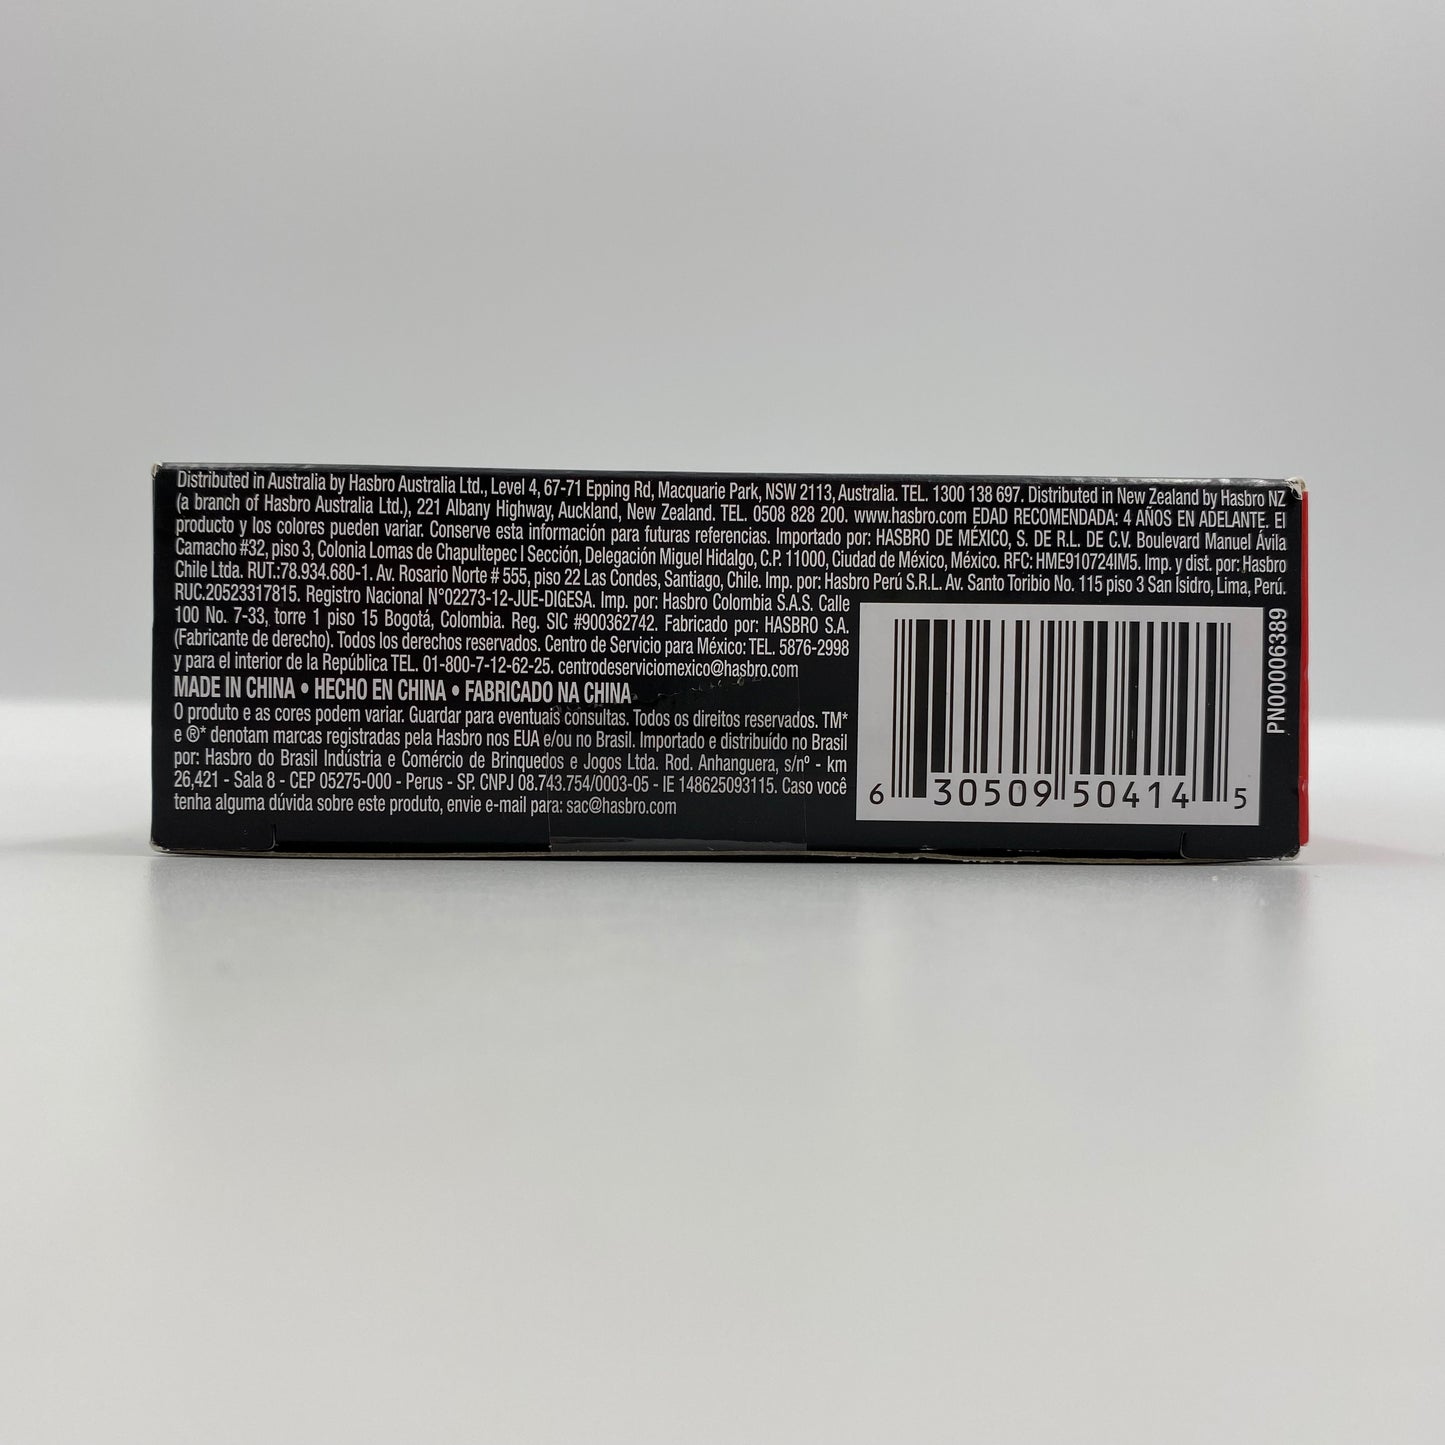 Distributed in Australia by Hasbro Australia Ltd., Level 4, 67-71 Epping Rd, Macquarie Park, NSW 2113, Australia. TEL. 1300 138 697. Distributed in New Zealand by Hasbro NZ
(a branch of Hasbro Australia Ltd.), 221 Albany Highway, Auckland, New Zealand. TEL. 0508 828 200. www.hasbro.com EDAD RECOMENDADA: 4 AÑOS EN ADELANTE. El
producto y los colores pueden variar. Conserve esta información para futuras referencias. Importado por: HASBRO DE MÉXICO, S. DE R.L. DE C.V. Boulevard Manuel Ávila
Camacho #32, piso 3, Colonia Lomas de Chapultepec I Sección, Delegación Miguel Hidalgo, C.P. 11000, Ciudad de México, México. RFC: HME910724IM5. Imp. y dist. por: Hasbro
Chile Ltda. RUT.:78.934.680-1. Av. Rosario Norte # 555, piso 22 Las Condes, Santiago, Chile. Imp. por: Hasbro Perú S.R.L. Av. Santo Toribio No. 115 piso 3 San Isidro, Lima, Perú.
RUC.20523317815. Registro Nacional N°02273-12-JUE-DIGESA. Imp. por: Hasbro Colombia S.A.S. Calle
100 No. 7-33, torre 1 piso 15 Bogotá, Colombia. Reg. SIC #900362742. Fabricado por: HASBRO S.A.
(Fabricante de derecho). Todos los derechos reservados. Centro de Servicio para México: TEL. 5876-2998
y para el interior de la República TEL. 01-800-7-12-62-25. centrodeserviciomexico@hasbro.com
MADE IN CHINA • HECHO EN CHINA • FABRICADO NA CHINA
O produto e as cores podem variar. Guardar para eventuais consultas. Todos os direitos reservados. TM*
e ®* denotam marcas registradas pela Hasbro nos EUA e/ou no Brasil. Importado e distribuído no Brasil
por: Hasbro do Brasil Indústria e Comércio de Brinquedos e Jogos Ltda. Rod. Anhanguera, s/nº - km
26,421 - Sala 8 - CEP 05275-000 - Perus - SP. CNPJ 08.743.754/0003-05 - IE 148625093115. Caso você
tenha alguma dúvida sobre este produto, envie e-mail para: sac@hasbro.com
6 30509 50414 5
PN00006389